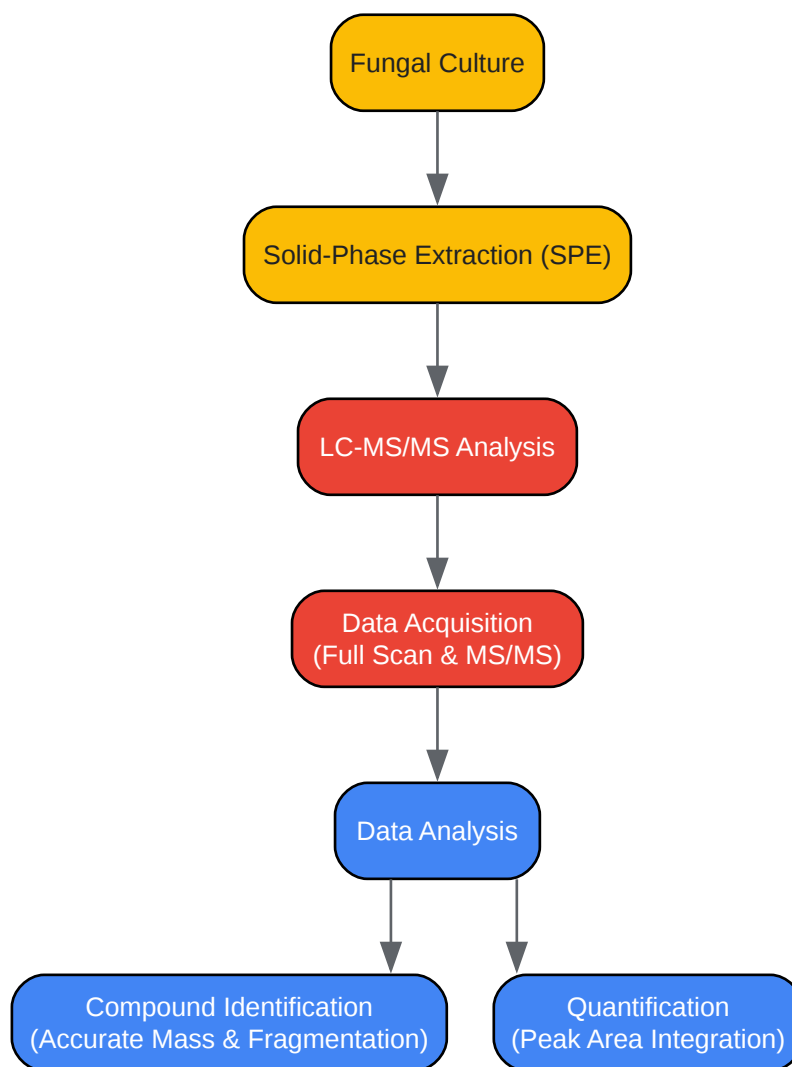 Fungal Culture
Solid-Phase Extraction (SPE)
LC-MS/MS Analysis
Data Acquisition
(Full Scan & MS/MS)
Data Analysis
Compound Identification
(Accurate Mass & Fragmentation)
Quantification
(Peak Area Integration)